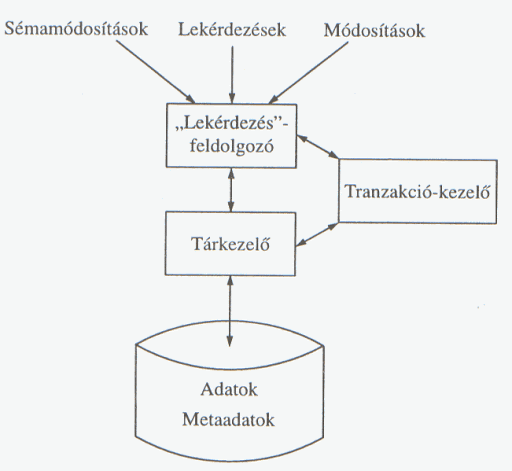 Sémamódosítások Lekérdezések Módosítások
„Lekérdezés”-
feldolgozó
Tranzakció-kezelő
Tárkezelő
Adatok
Metaadatok